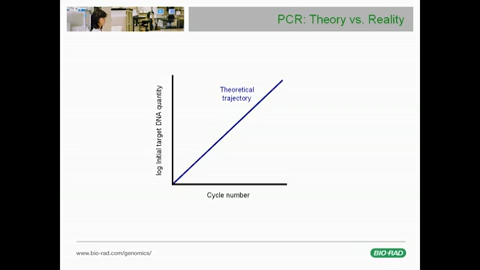 PCR: Theory vs. Reality
Theoretical
trajectory
log Initial target DNA quantity
Cycle number
www.bio-rad.com/genomics/
BIO-RAD